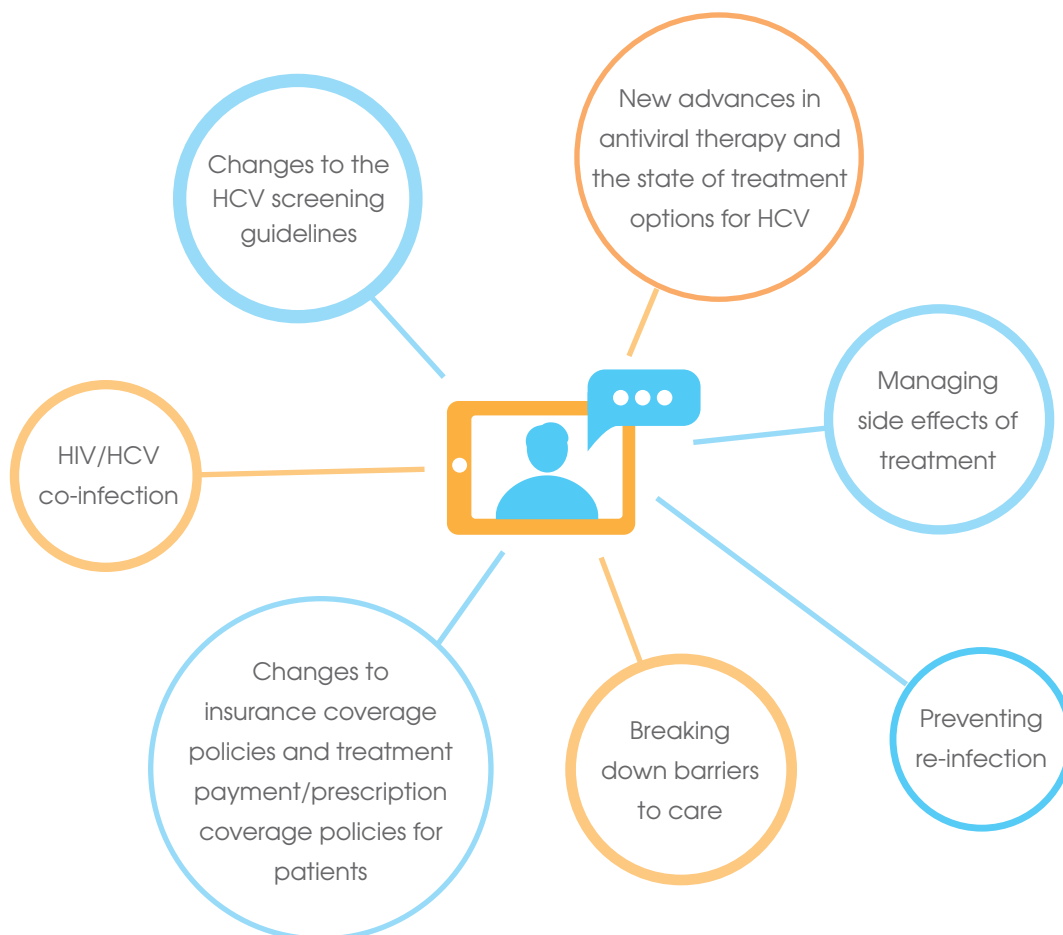 Changes to the
HCV screening
guidelines
New advances in
antiviral therapy and
the state of treatment
options for HCV
Managing
side effects of
treatment
HIV/HCV
co-infection
Changes to
insurance coverage
policies and treatment
payment/prescription
coverage policies for
patients
Breaking
down barriers
to care
Preventing
re-infection